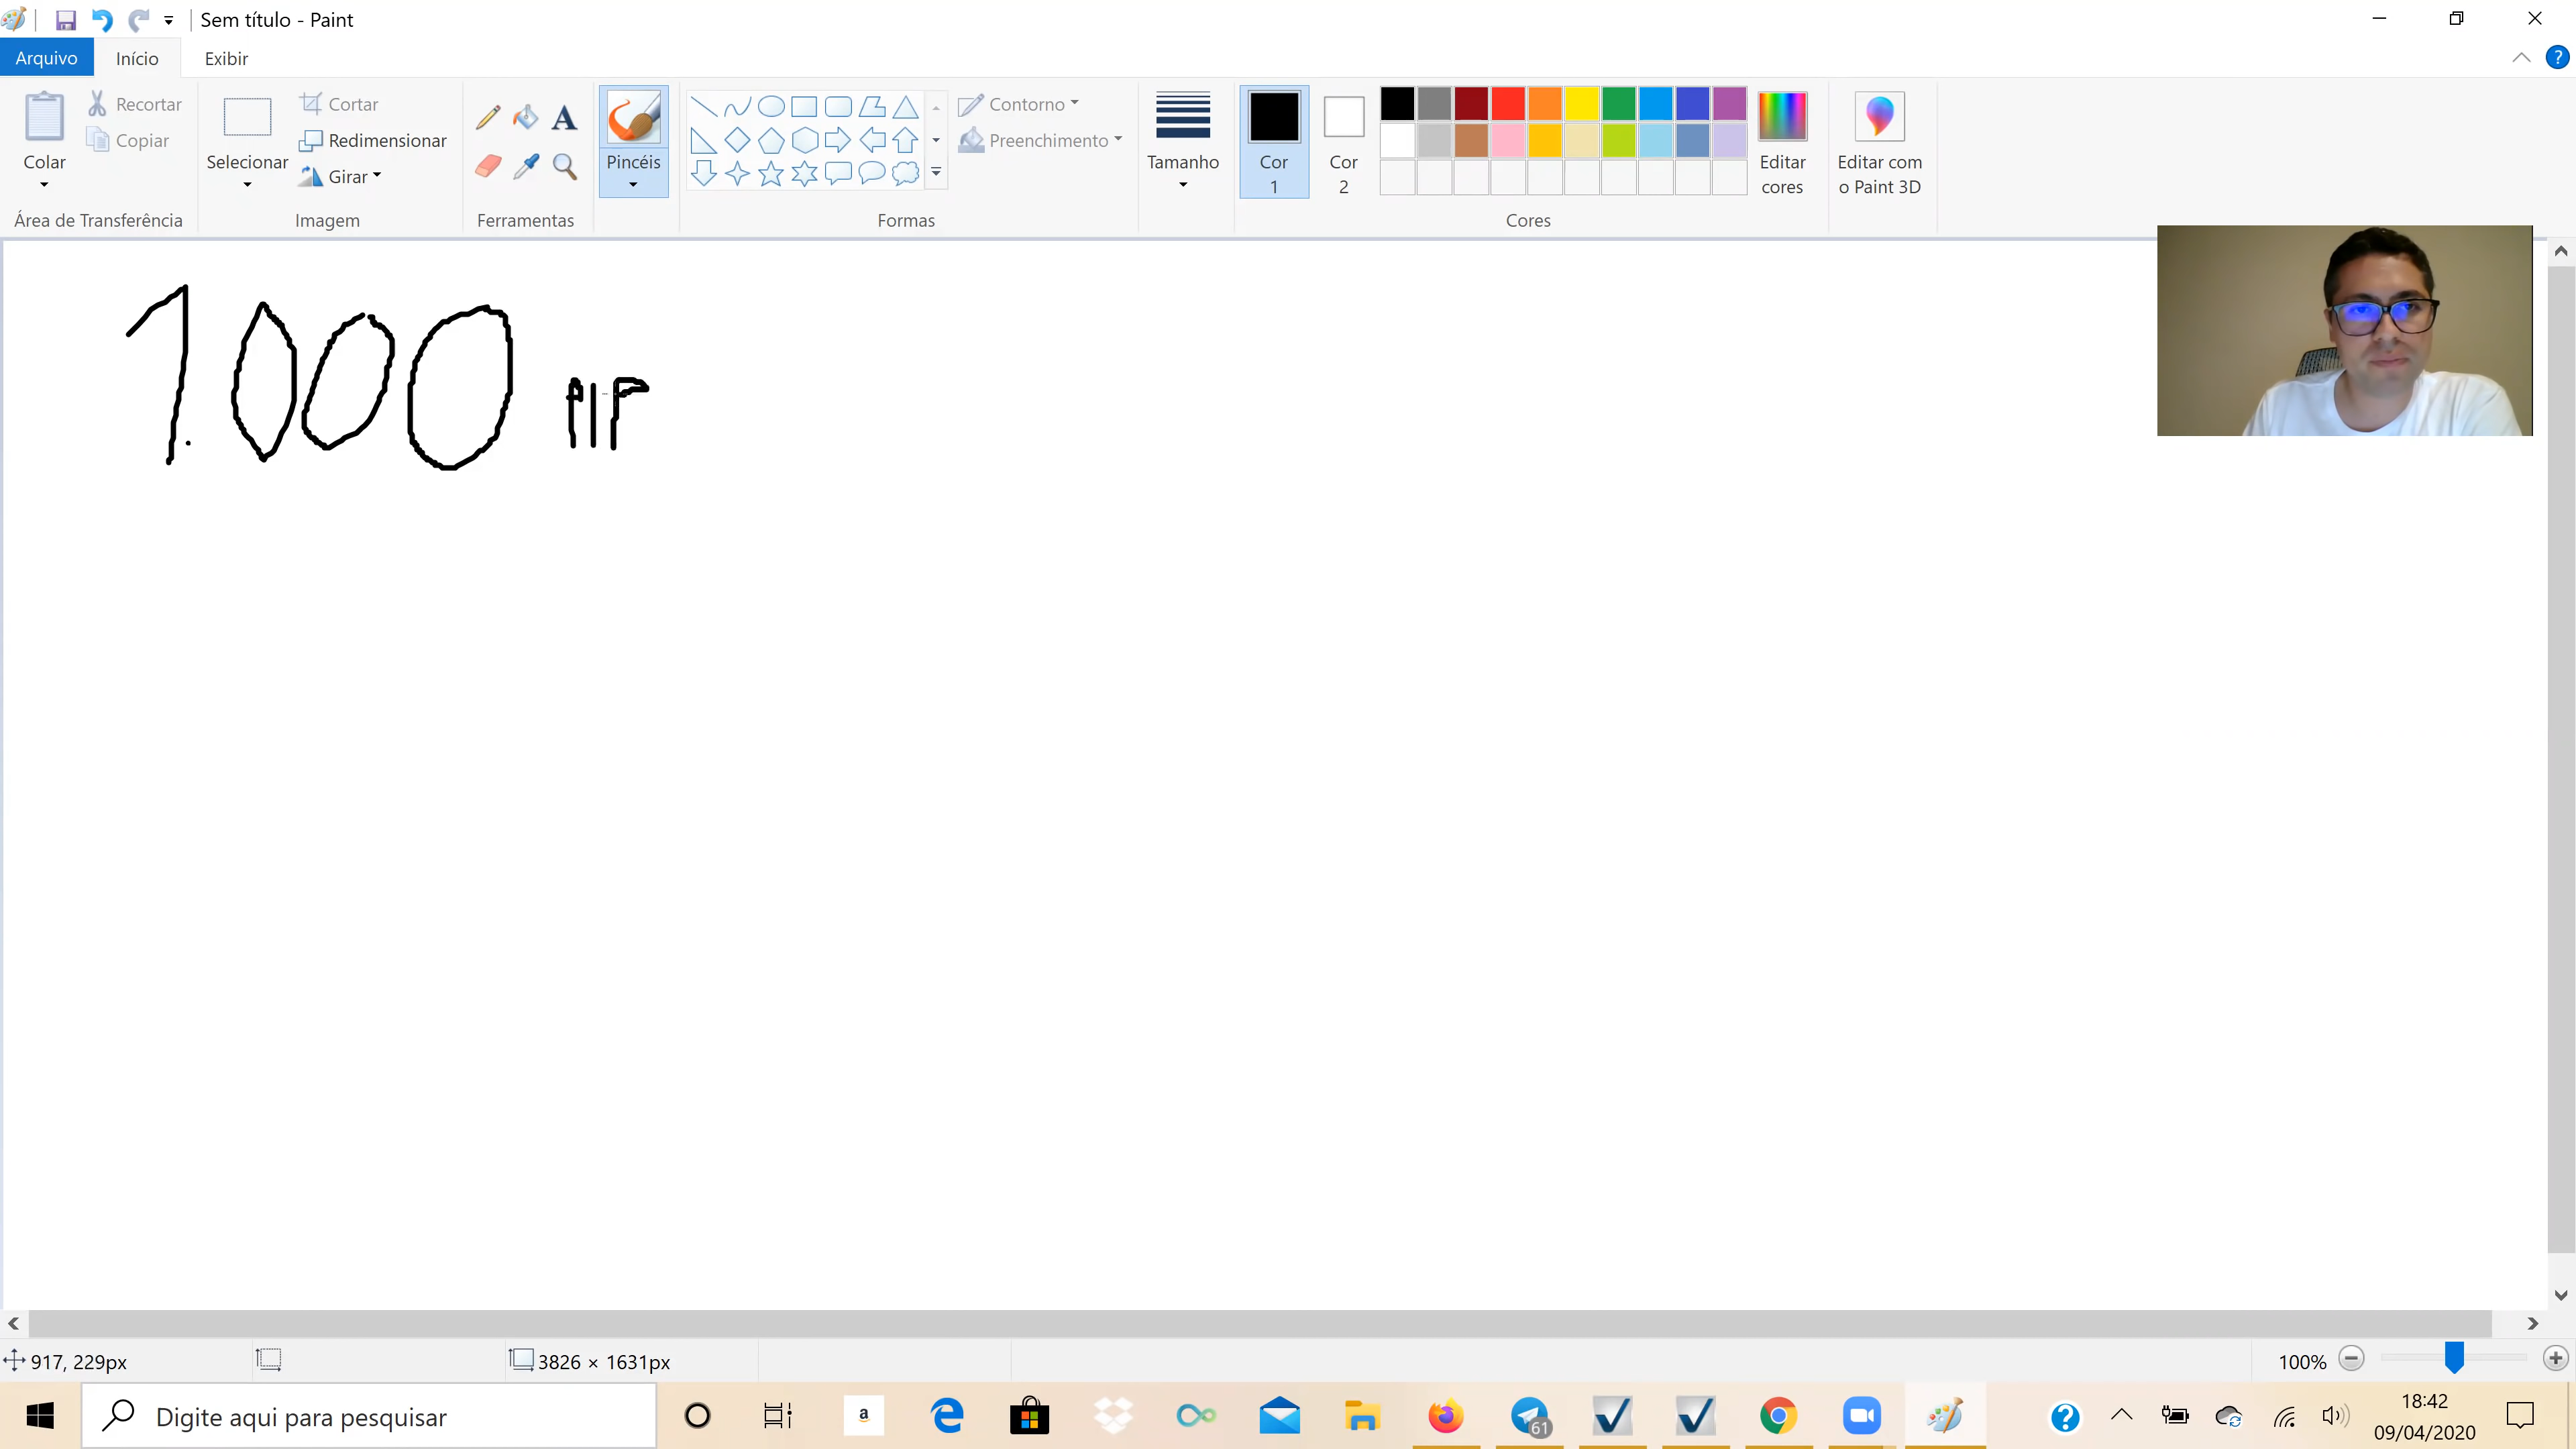 Sem título - Paint
Arquivo Início Exibir
Colar
Recortar
Copiar
Área de Transferência
Selecionar
Cortar
Redimensionar
Girar
Imagem
A
Ferramentas
Pincéis
Formas
Contorno
Preenchimento
Tamanho
Cor
1
Cor
2
Cores
Editar
cores
Editar com
o Paint 3D
?
1.000 PIP
917, 229px
3826 × 1631px
100%
Digite aqui para pesquisar
a
61
?
18:42
09/04/2020